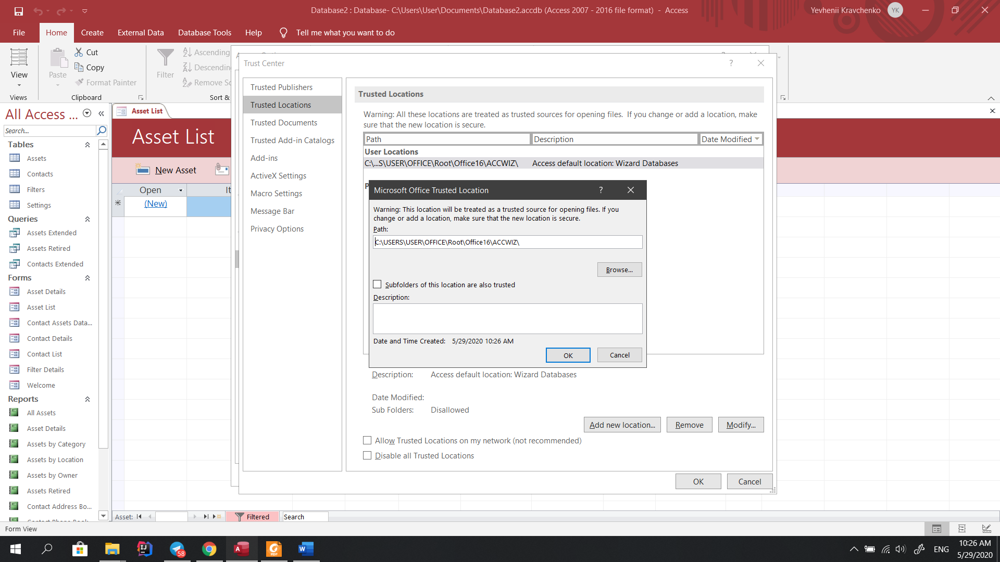 Database2 : Database- C:\Users\User\Documents\Database2.accdb (Access 2007 - 2016 file format)  -  Access
Yevhenii Kravchenko
YK
File
Home
Create
External Data
Database Tools
Help
Tell me what you want to do
View
Views
Paste
Cut
Copy
Format Painter
Clipboard
Filter
Ascending
Remove
Sort &
All Access ...
Search...
Tables
Assets
Contacts
Filters
Settings
Queries
Assets Extended
Assets Retired
Contacts Extended
Forms
Asset Details
Asset List
Contact Assets Data...
Contact Details
Contact List
Filter Details
Welcome
Reports
All Assets
Asset Details
Assets by Category
Assets by Location
Assets by Owner
Assets Retired
Contact Address Bo...
Asset List
Asset List
New Asset
Open
(New)
Trust Center
Trusted Publishers
Trusted Locations
Trusted Documents
Trusted Add-in Catalogs
Add-ins
ActiveX Settings
Macro Settings
Message Bar
Privacy Options
Trusted Locations
Warning: All these locations are treated as trusted sources for opening files.  If you change or add a location, make
sure that the new location is secure.
Path
Description
Date Modified
User Locations
C:\...S\USER\OFFICE\Root\Office16\ACCWIZ\
Access default location: Wizard Databases
Microsoft Office Trusted Location
Warning: This location will be treated as a trusted source for opening files. If you
change or add a location, make sure that the new location is secure.
Path:
C:\USERS\USER\OFFICE\Root\Office16\ACCWIZ\
Browse...
Subfolders of this location are also trusted
Description:
Date and Time Created:   5/29/2020 10:26 AM
OK
Cancel
Description:
Access default location: Wizard Databases
Date Modified:
Sub Folders:
Disallowed
Add new location...
Remove
Modify...
Allow Trusted Locations on my network (not recommended)
Disable all Trusted Locations
OK
Cancel
Asset:
Filtered
Search
Form View
58
PDF
ENG
10:26 AM
5/29/2020